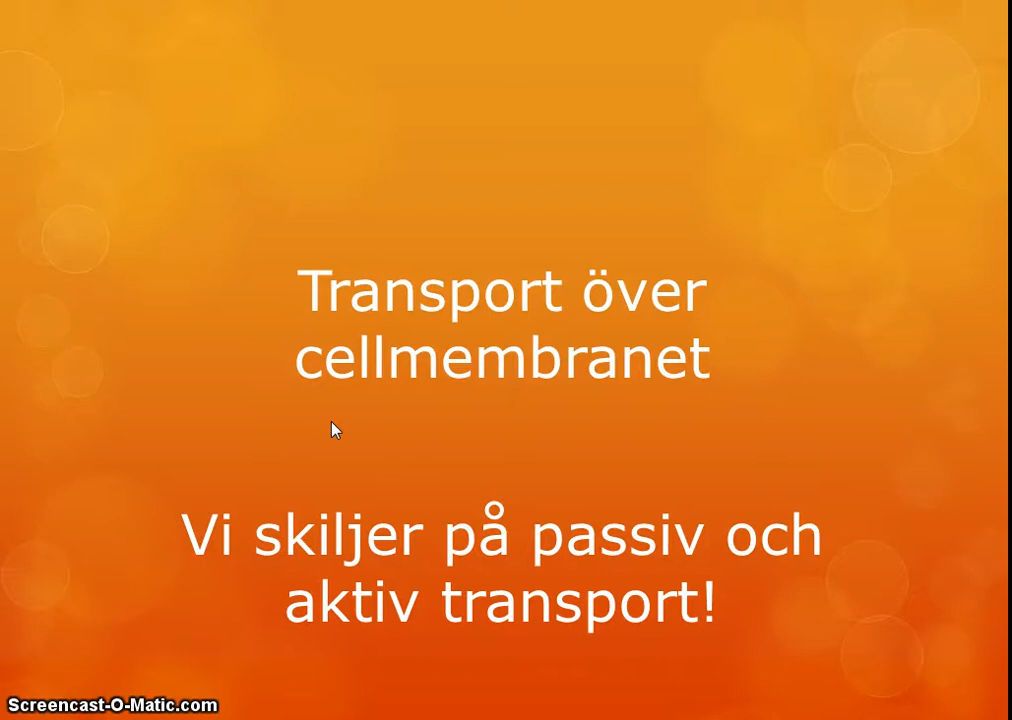 Transport över
cellmembranet
Vi skiljer på passiv och
aktiv transport!
Screencast-O-Matic.com